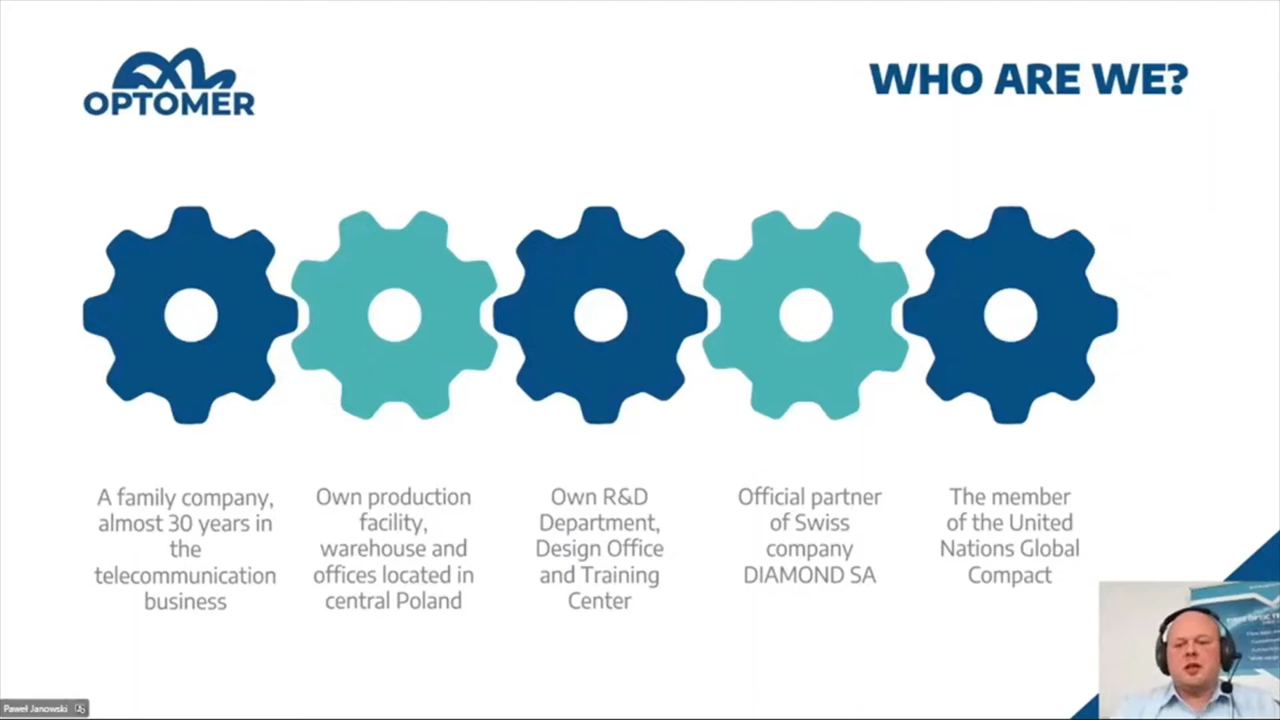 OPTOMER
WHO ARE WE?
A family company,
almost 30 years in
the
telecommunication
business
Own production
facility,
warehouse and
offices located in
central Poland
Own R&D
Department,
Design Office
and Training
Center
Official partner
of Swiss
company
DIAMOND SA
The member
of the United
Nations Global
Compact
Paweł Janowski